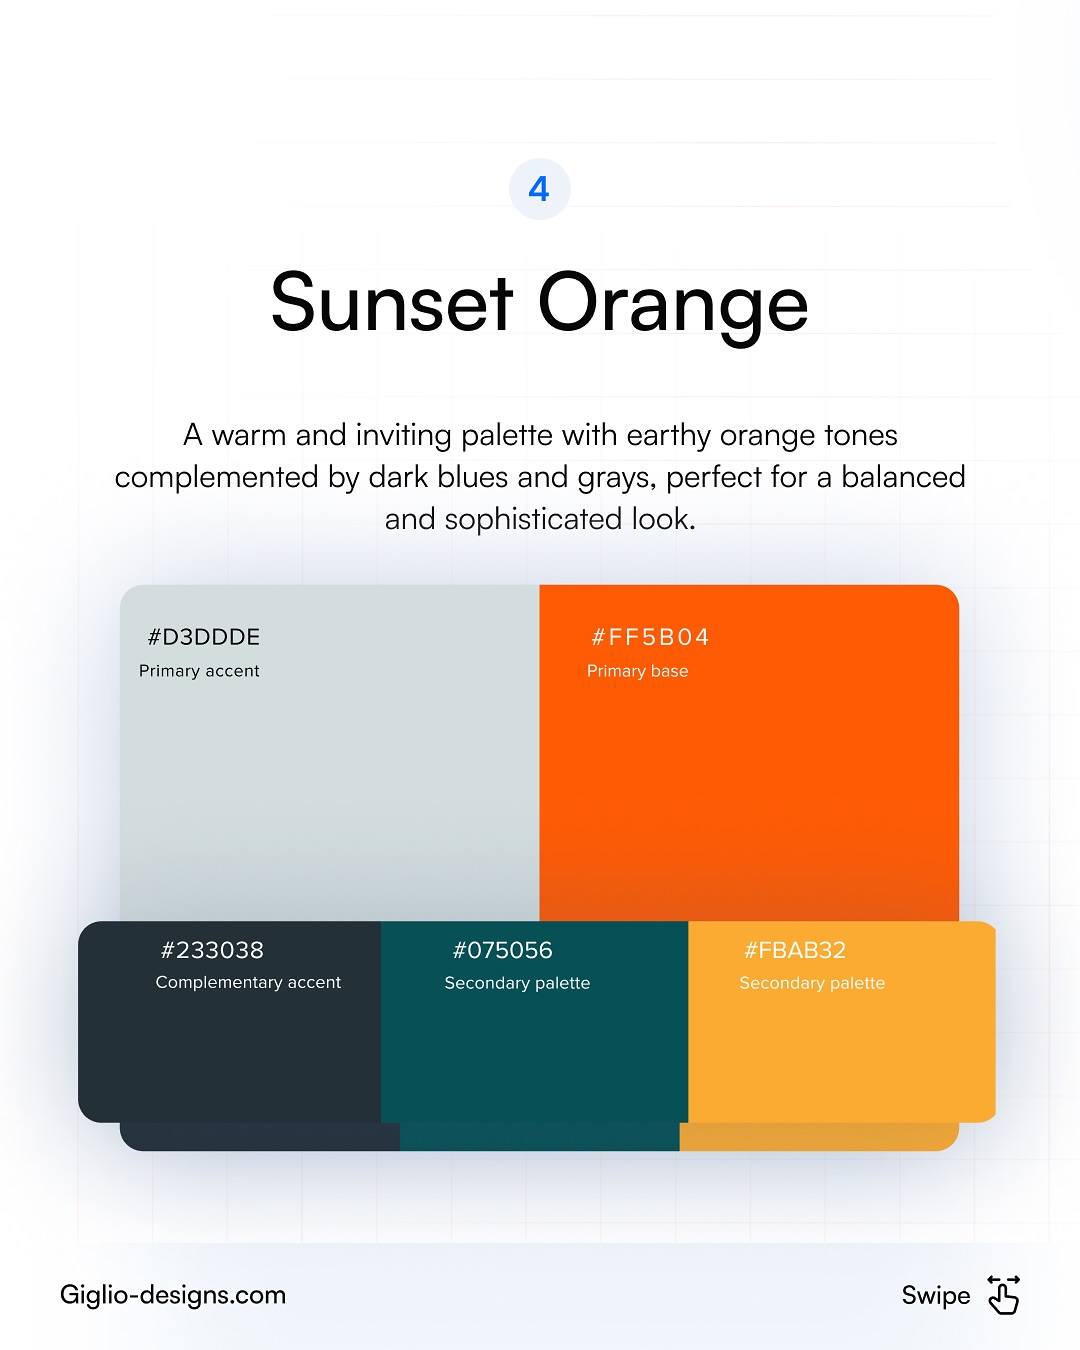 4
Sunset Orange
A warm and inviting palette with earthy orange tones
complemented by dark blues and grays, perfect for a balanced
and sophisticated look.
#D3DDDE
Primary accent
#FF5B04
Primary base
#233038
Complementary accent
#075056
Secondary palette
#FBAB32
Secondary palette
Giglio-designs.com
Swipe